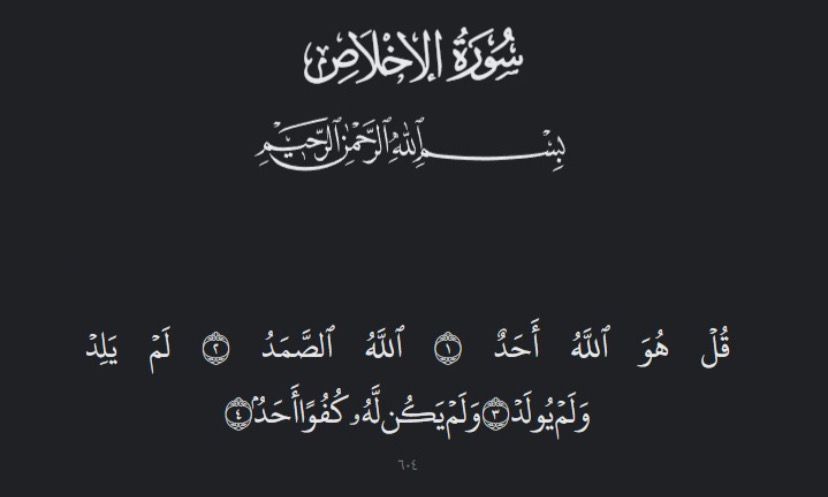 سُورَةُ الإِخْلَاصِ
بِسْمِ ٱللَّهِ ٱلرَّحْمَٰنِ ٱلرَّحِيمِ
قُلْ هُوَ ٱللَّهُ أَحَدٌ ١ ٱللَّهُ ٱلصَّمَدُ ٢ لَمْ يَلِدْ
وَلَمْ يُولَدْ ٣ وَلَمْ يَكُن لَّهُۥ كُفُوًا أَحَدٌۢ ٤
٦٠٤